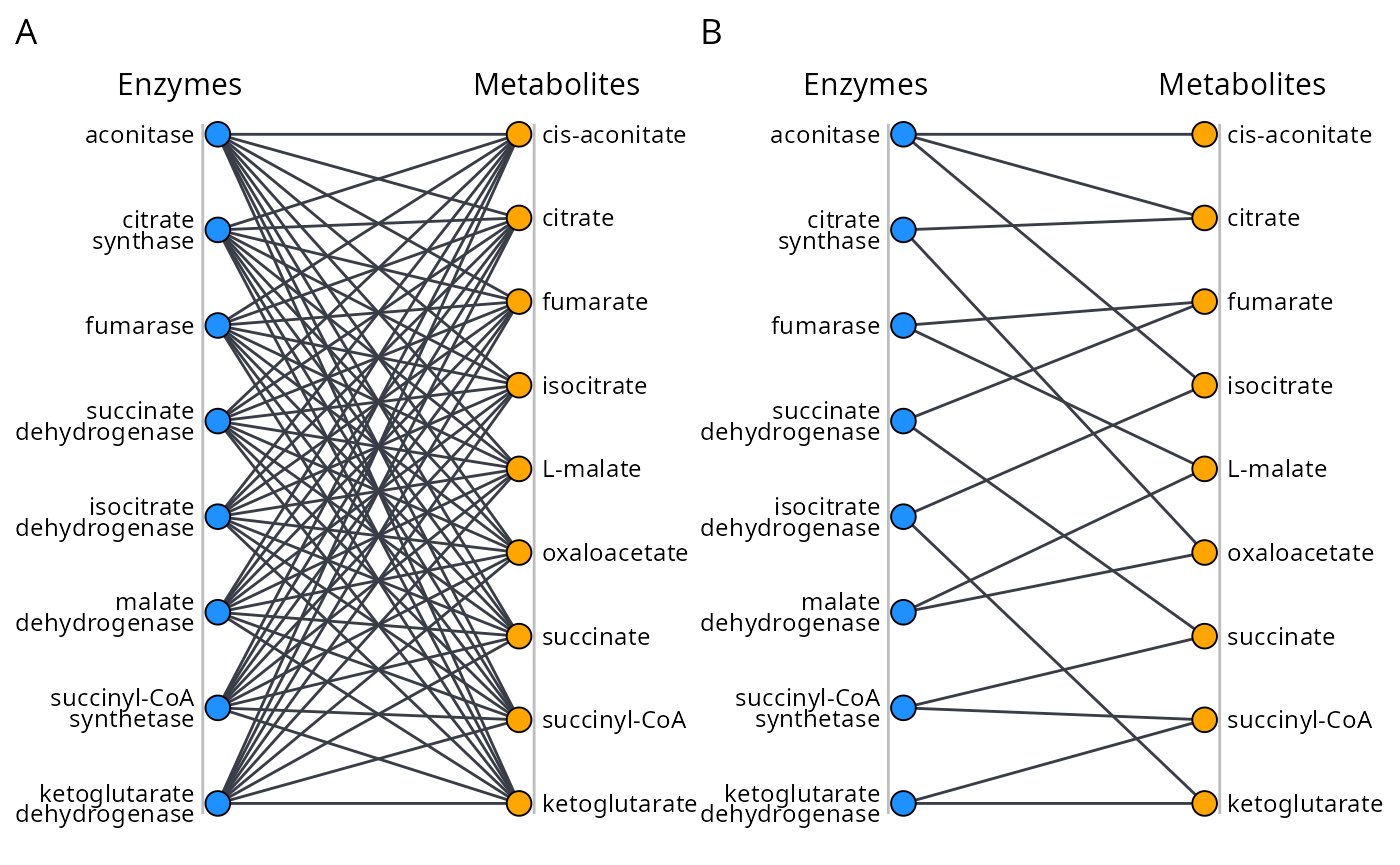 A
Enzymes
Metabolites
aconitase
citrate
synthase
fumarase
succinate
dehydrogenase
isocitrate
dehydrogenase
malate
dehydrogenase
succinyl-CoA
synthetase
ketoglutarate
dehydrogenase
cis-aconitate
citrate
fumarate
isocitrate
L-malate
oxaloacetate
succinate
succinyl-CoA
ketoglutarate
B
Enzymes
Metabolites
aconitase
citrate
synthase
fumarase
succinate
dehydrogenase
isocitrate
dehydrogenase
malate
dehydrogenase
succinyl-CoA
synthetase
ketoglutarate
dehydrogenase
cis-aconitate
citrate
fumarate
isocitrate
L-malate
oxaloacetate
succinate
succinyl-CoA
ketoglutarate